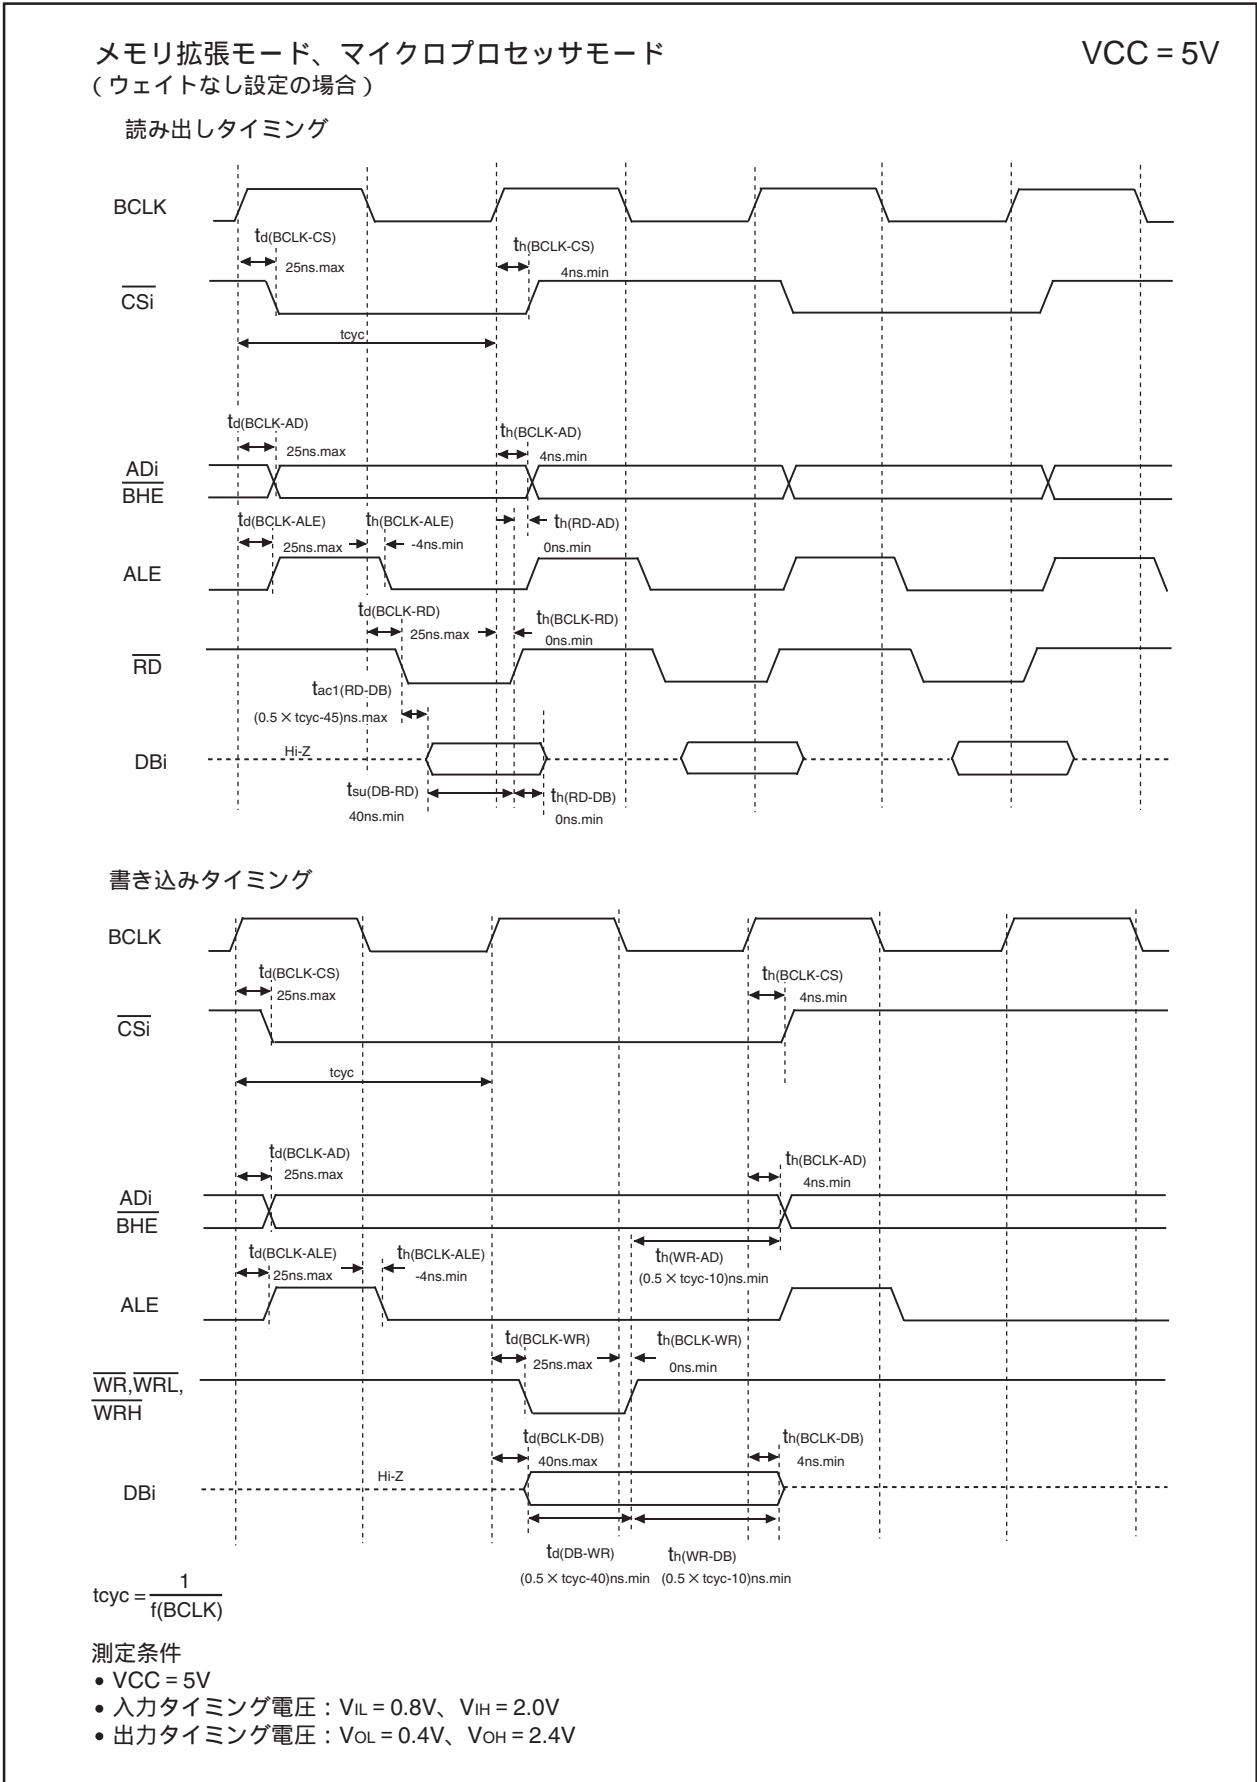 メモリ拡張モード、マイクロプロセッサモード
VCC = 5V
(ウェイトなし設定の場合)
読み出しタイミング
BCLK
td(BCLK-CS)
25ns.max
th(BCLK-CS)
4ns.min
CSi
tcyc
td(BCLK-AD)
25ns.max
th(BCLK-AD)
4ns.min
ADi
BHE
td(BCLK-ALE)
25ns.max
th(BCLK-ALE)
-4ns.min
th(RD-AD)
0ns.min
ALE
td(BCLK-RD)
25ns.max
th(BCLK-RD)
0ns.min
RD
tac1(RD-DB)
(0.5 × tcyc-45)ns.max
Hi-Z
DBi
tsu(DB-RD)
40ns.min
th(RD-DB)
0ns.min
書き込みタイミング
BCLK
td(BCLK-CS)
25ns.max
th(BCLK-CS)
4ns.min
CSi
tcyc
td(BCLK-AD)
25ns.max
th(BCLK-AD)
4ns.min
ADi
BHE
td(BCLK-ALE)
25ns.max
th(BCLK-ALE)
-4ns.min
th(WR-AD)
(0.5 × tcyc-10)ns.min
ALE
td(BCLK-WR)
25ns.max
th(BCLK-WR)
0ns.min
WR,WRL,
WRH
td(BCLK-DB)
40ns.max
th(BCLK-DB)
4ns.min
Hi-Z
DBi
td(DB-WR)
(0.5 × tcyc-40)ns.min
th(WR-DB)
(0.5 × tcyc-10)ns.min
tcyc = 1
f(BCLK)
測定条件
• VCC = 5V
• 入力タイミング電圧:VIL = 0.8V、VIH = 2.0V
• 出力タイミング電圧:VOL = 0.4V、VOH = 2.4V